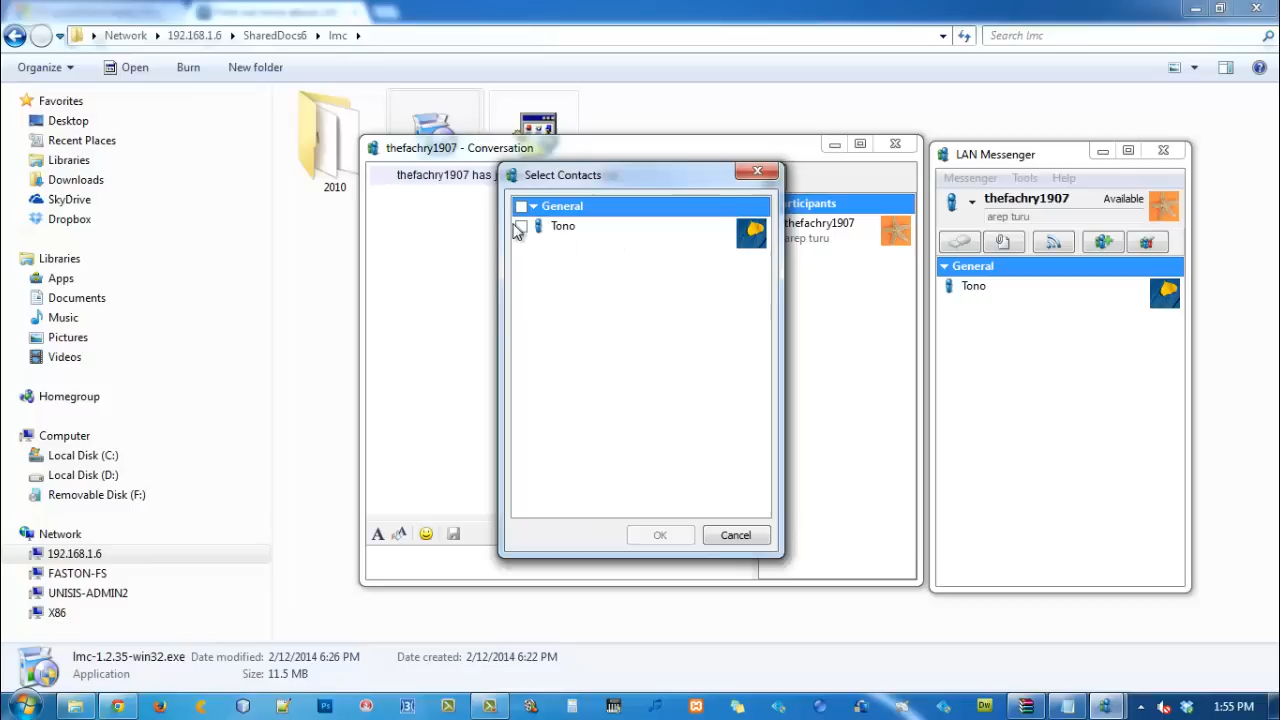 Network 192.168.1.6 SharedDocs6 lmc
Search lmc
Organize Open Burn New folder
Favorites
Desktop
Recent Places
Libraries
Downloads
SkyDrive
Dropbox
Libraries
Apps
Documents
Music
Pictures
Videos
Homegroup
Computer
Local Disk (C:)
Local Disk (D:)
Removable Disk (F:)
Network
192.168.1.6
FASTON-FS
UNISIS-ADMIN2
X86
2010
thefachry1907 - Conversation
thefachry1907 has
rticipants
thefachry1907
arep turu
Select Contacts
General
Tono
OK Cancel
LAN Messenger
Messenger Tools Help
thefachry1907 Available
arep turu
General
Tono
lmc-1.2.35-win32.exe Date modified: 2/12/2014 6:26 PM Date created: 2/12/2014 6:22 PM
Application Size: 11.5 MB
Ps
Dw
1:55 PM